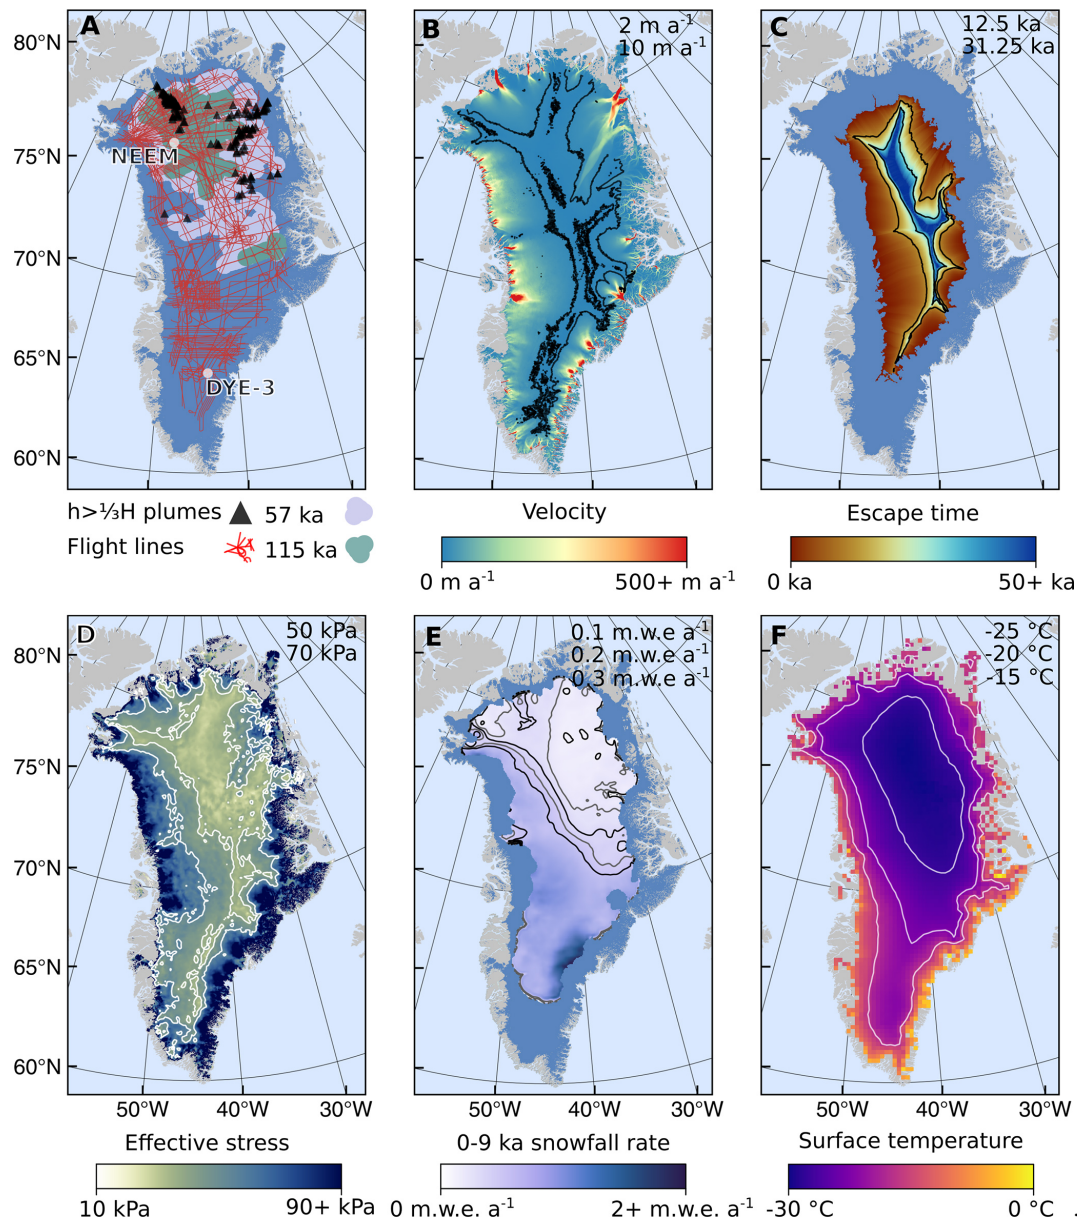 A
80°N
75°N
70°N
65°N
60°N
NEEM
DYE-3
h>⅓H plumes
57 ka
Flight lines
115 ka
B
2 m a⁻¹
10 m a⁻¹
Velocity
0 m a⁻¹
500+ m a⁻¹
C
12.5 ka
31.25 ka
Escape time
0 ka
50+ ka
D
50 kPa
70 kPa
80°N
75°N
70°N
65°N
60°N
50°W
40°W
30°W
Effective stress
10 kPa
90+ kPa
E
0.1 m.w.e a⁻¹
0.2 m.w.e a⁻¹
0.3 m.w.e a⁻¹
50°W
40°W
30°W
0-9 ka snowfall rate
0 m.w.e. a⁻¹
2+ m.w.e. a⁻¹
F
-25 °C
-20 °C
-15 °C
50°W
40°W
30°W
Surface temperature
-30 °C
0 °C
.